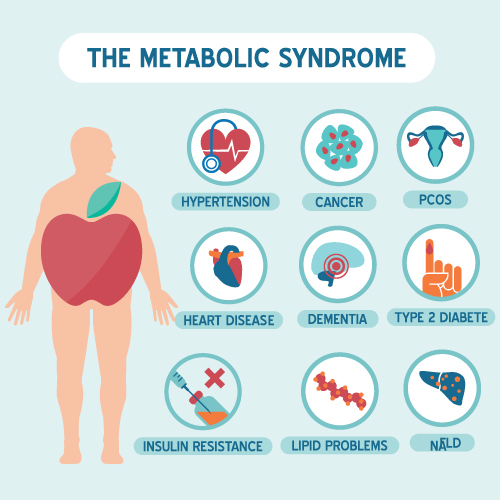 THE METABOLIC SYNDROME
HYPERTENSION
CANCER
PCOS
HEART DISEASE
DEMENTIA
TYPE 2 DIABETE
INSULIN RESISTANCE
LIPID PROBLEMS
NAFLD